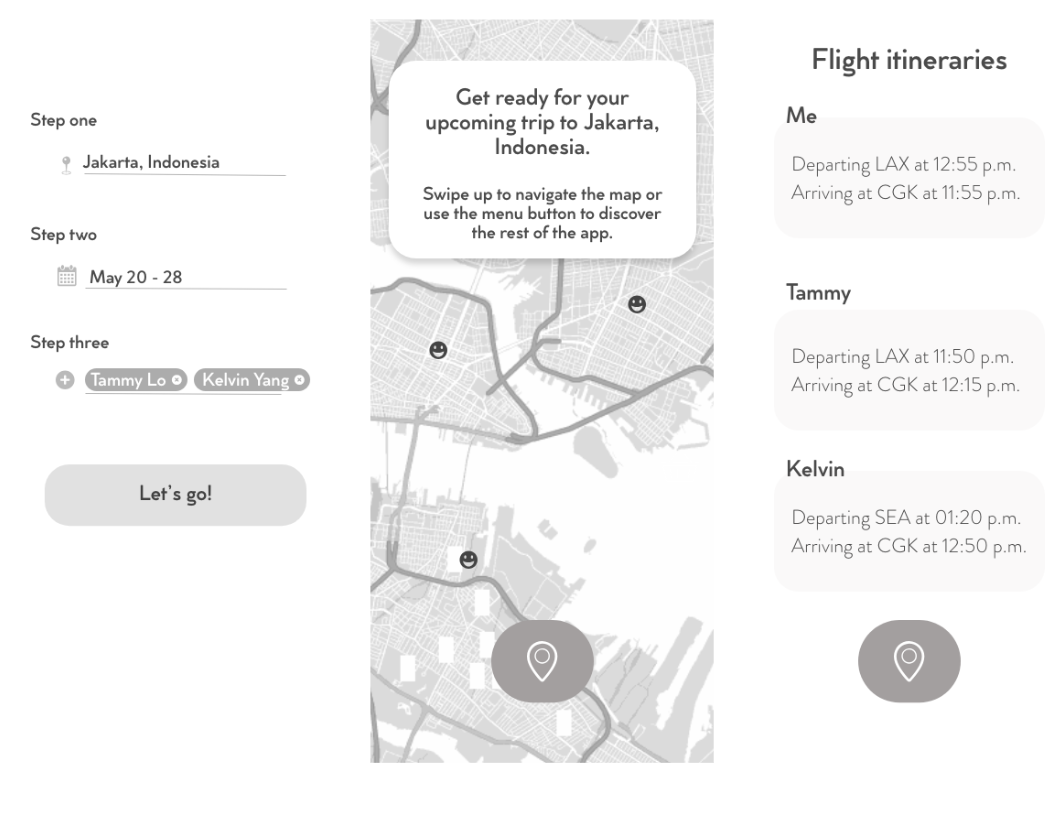 Step one
Jakarta, Indonesia
Step two
May 20 - 28
Step three
Tammy Lo Kelvin Yang
Let's go!
Get ready for your
upcoming trip to Jakarta,
Indonesia.
Swipe up to navigate the map or
use the menu button to discover
the rest of the app.
Flight itineraries
Me
Departing LAX at 12:55 p.m.
Arriving at CGK at 11:55 p.m.
Tammy
Departing LAX at 11:50 p.m.
Arriving at CGK at 12:15 p.m.
Kelvin
Departing SEA at 01:20 p.m.
Arriving at CGK at 12:50 p.m.